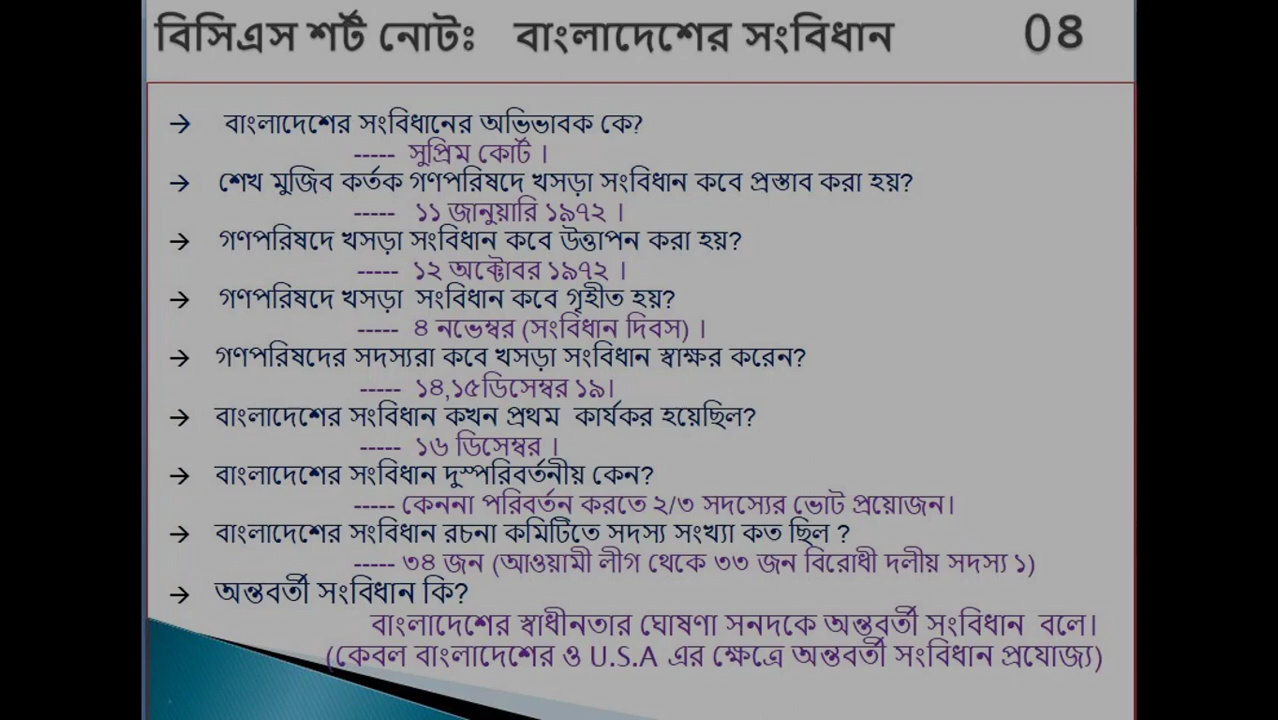 বিসিএস শর্ট নোটঃ বাংলাদেশের সংবিধান 0৪
→ বাংলাদেশের সংবিধানের অভিভাবক কে?
----- সুপ্রিম কোর্ট ।
→ শেখ মুজিব কর্তক গণপরিষদে খসড়া সংবিধান কবে প্রস্তাব করা হয়?
----- ১১ জানুয়ারি ১৯৭২ ।
→ গণপরিষদে খসড়া সংবিধান কবে উত্তাপন করা হয়?
----- ১২ অক্টোবর ১৯৭২ ।
→ গণপরিষদে খসড়া সংবিধান কবে গৃহীত হয়?
----- ৪ নভেম্বর (সংবিধান দিবস) ।
→ গণপরিষদের সদস্যরা কবে খসড়া সংবিধান স্বাক্ষর করেন?
----- ১৪,১৫ডিসেম্বর ১৯।
→ বাংলাদেশের সংবিধান কখন প্রথম কার্যকর হয়েছিল?
----- ১৬ ডিসেম্বর ।
→ বাংলাদেশের সংবিধান দুস্পরিবর্তনীয় কেন?
----- কেননা পরিবর্তন করতে ২/৩ সদস্যের ভোট প্রয়োজন।
→ বাংলাদেশের সংবিধান রচনা কমিটিতে সদস্য সংখ্যা কত ছিল ?
----- ৩৪ জন (আওয়ামী লীগ থেকে ৩৩ জন বিরোধী দলীয় সদস্য ১)
→ অন্তবর্তী সংবিধান কি?
বাংলাদেশের স্বাধীনতার ঘোষণা সনদকে অন্তবর্তী সংবিধান বলে।
(কেবল বাংলাদেশের ও U.S.A এর ক্ষেত্রে অন্তবর্তী সংবিধান প্রযোজ্য)